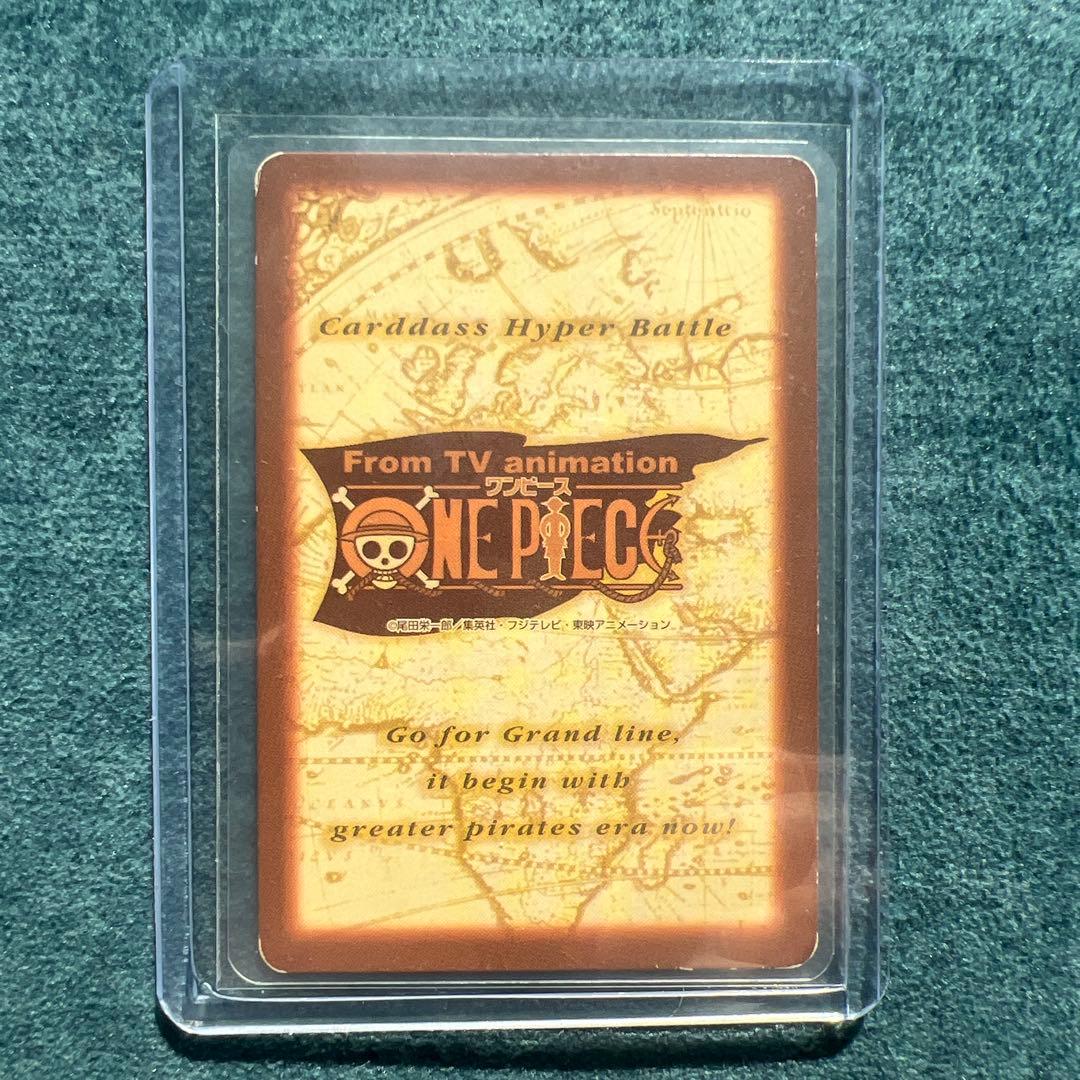 Septentrio
Carddass Hyper Battle
From TV animation
ワンピース
ONE PIECE
©尾田栄一郎／集英社・フジテレビ・東映アニメーション
Go for Grand line,
it begin with
greater pirates era now!